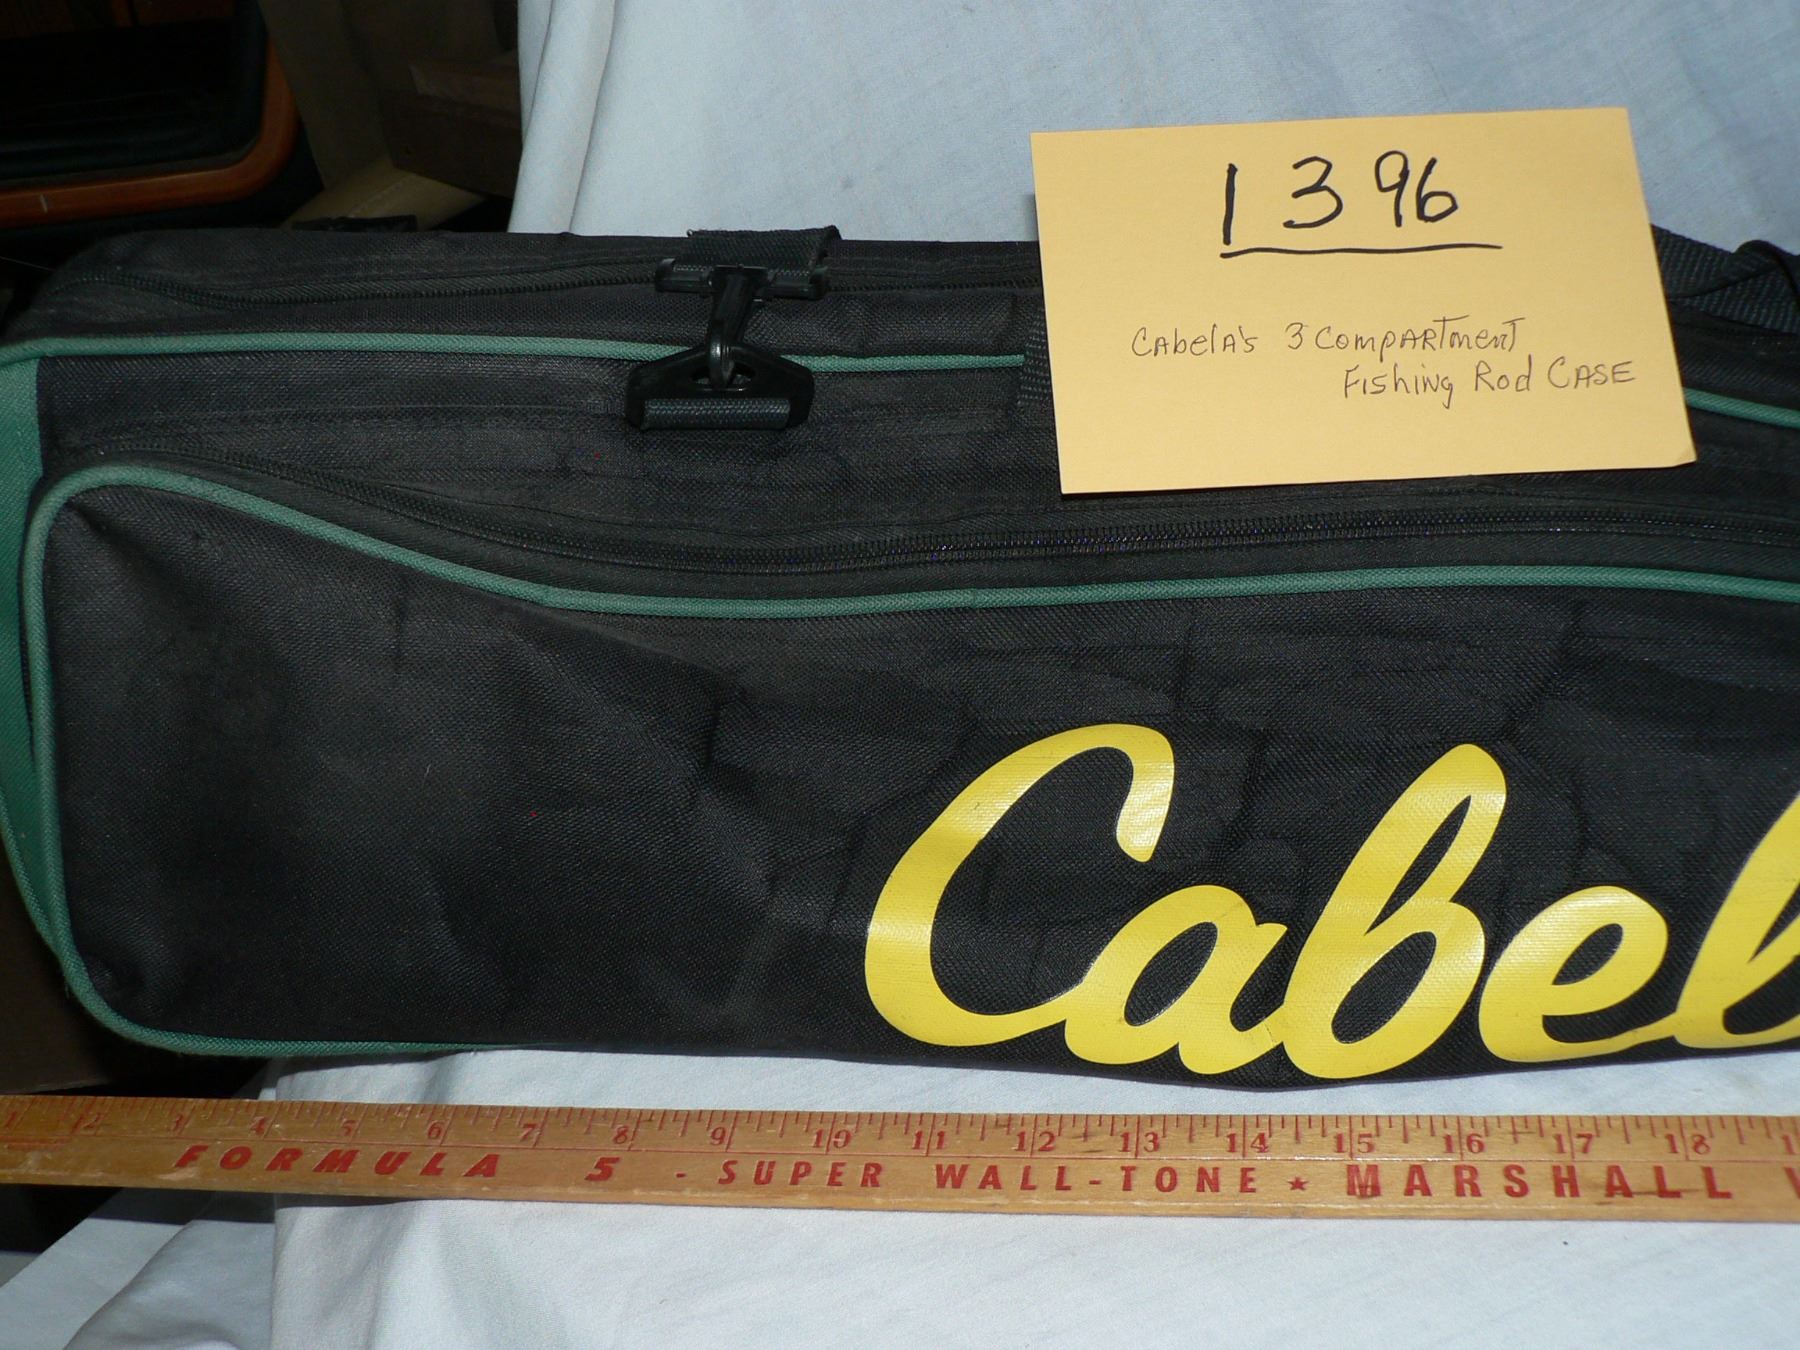 1396
Cabela's 3 Compartment
Fishing Rod Case
Cabel
1 2 3 4 5 6 7 8 9 10 11 12 13 14 15 16 17 18 1
FORMULA 5 - SUPER WALL-TONE ★ MARSHALL